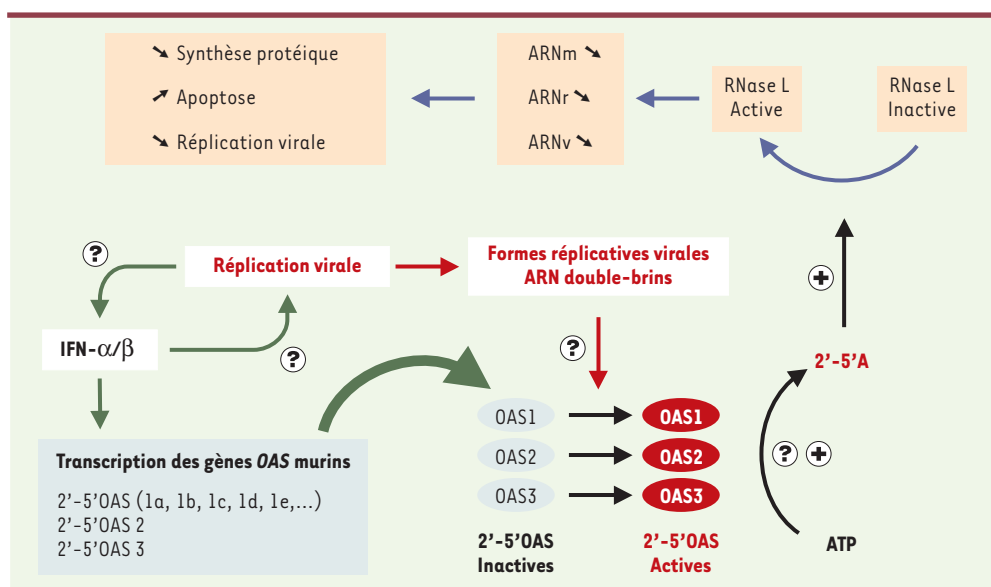 Synthèse protéique
Apoptose
Réplication virale
ARNm
ARNr
ARNv
RNase L
Active
RNase L
Inactive
?
Réplication virale
Formes réplicatives virales
ARN double-brins
+
IFN-α/β
?
?
2’-5’A
OAS1
OAS1
OAS2
OAS2
OAS3
OAS3
? +
Transcription des gènes OAS murins
2’-5’OAS (1a, 1b, 1c, 1d, 1e,...)
2’-5’OAS 2
2’-5’OAS 3
2’-5’OAS
Inactives
2’-5’OAS
Actives
ATP